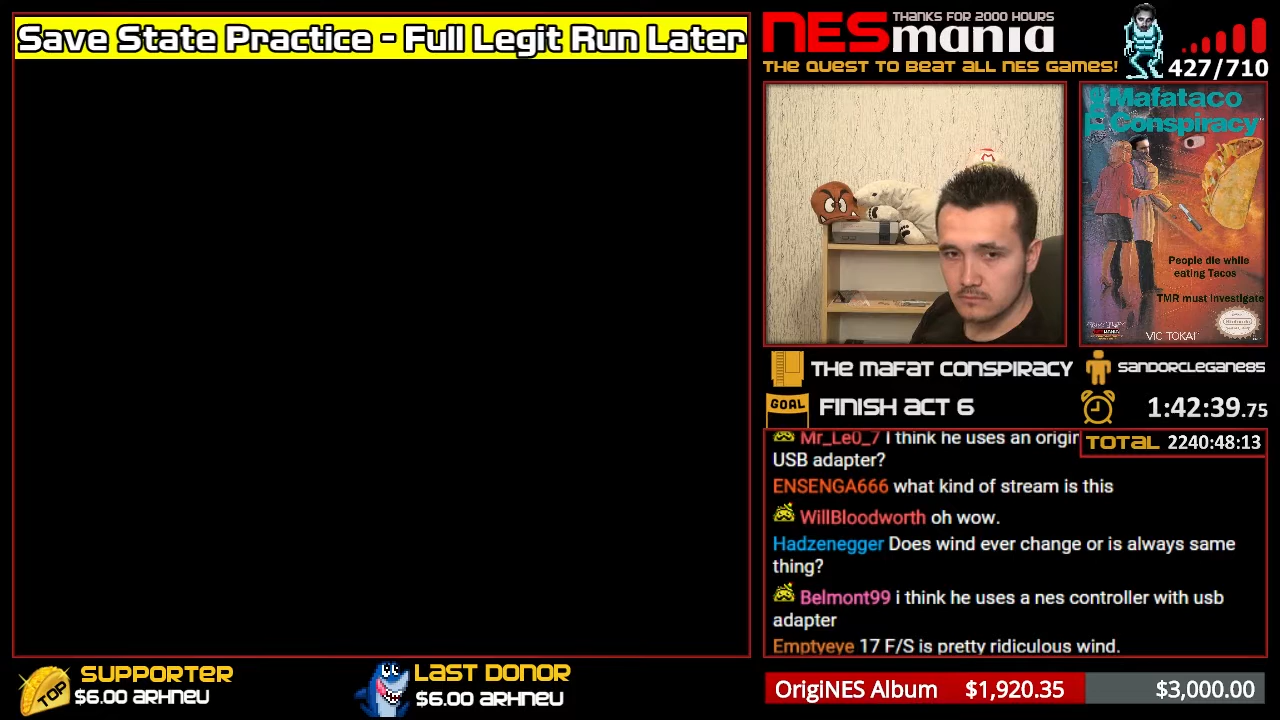 Save State Practice - Full Legit Run Later
NESmania
THANKS FOR 2000 HOURS
THE QUEST TO BEAT ALL NES GAMES!
427/710
Mafataco
Conspiracy
People die while
eating Tacos
TMR must investigate
VIC TOKAI
THE MAFAT CONSPIRACY
SANDORCLEGANE85
GOAL
FINISH ACT 6
1:42:39.75
TOTAL 2240:48:13
Mr_Le0_7 I think he uses an origin
USB adapter?
ENSENGA666 what kind of stream is this
WillBloodworth oh wow.
Hadzenegger Does wind ever change or is always same
thing?
Belmont99 i think he uses a nes controller with usb
adapter
Emptyeye 17 F/S is pretty ridiculous wind.
TOP
SUPPORTER
$6.00 ARHNEU
LAST DONOR
$6.00 ARHNEU
OrigiNES Album $1,920.35 $3,000.00